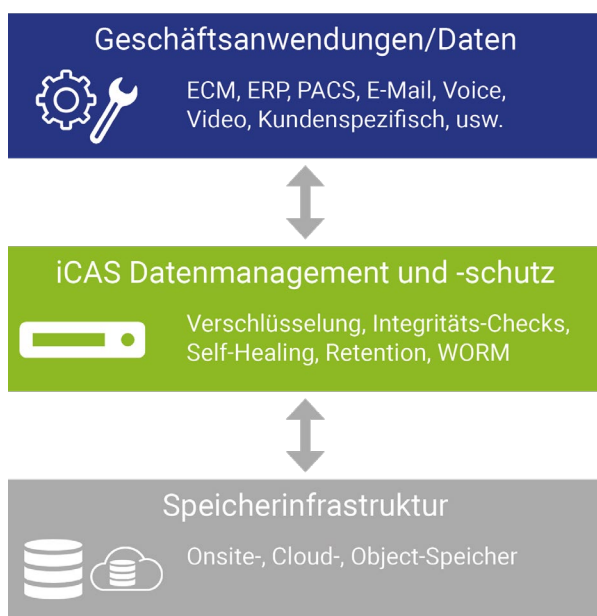 Geschäftsanwendungen/Daten
ECM, ERP, PACS, E-Mail, Voice,
Video, Kundenspezifisch, usw.
iCAS Datenmanagement und -schutz
Verschlüsselung, Integritäts-Checks,
Self-Healing, Retention, WORM
Speicherinfrastruktur
Onsite-, Cloud-, Object-Speicher